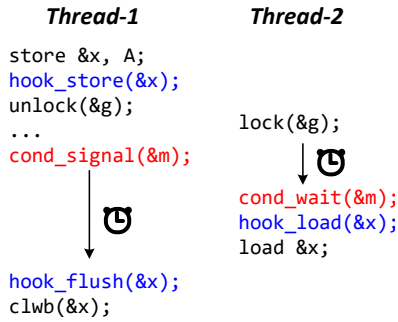 Thread-1
store &x, A;
hook_store(&x);
unlock(&g);
...
cond_signal(&m);
hook_flush(&x);
clwb(&x);
Thread-2
lock(&g);
cond_wait(&m);
hook_load(&x);
load &x;